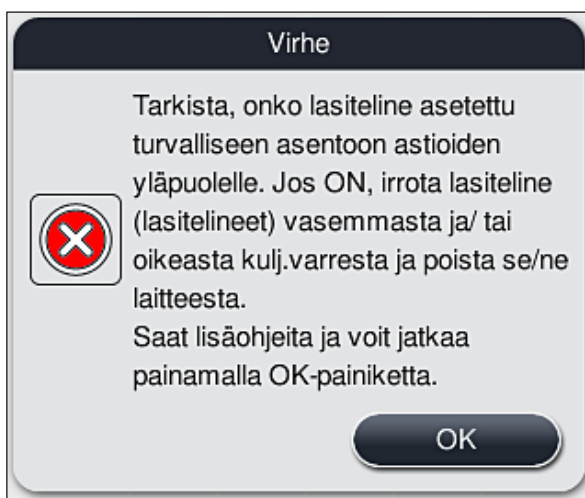 Virhe
Tarkista, onko lasiteline asetettu
turvalliseen asentoon astioiden
yläpuolelle. Jos ON, irrota lasiteline
(lasitelineet) vasemmasta ja/ tai
oikeasta kulj.varresta ja poista se/ne
laitteesta.
Saat lisäohjeita ja voit jatkaa
painamalla OK-painiketta.
OK